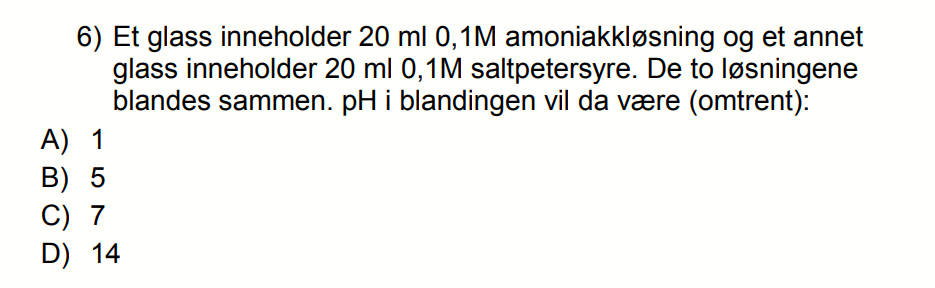 6) Et glass inneholder 20 ml 0,1M amoniakkløsning og et annet
glass inneholder 20 ml 0,1M saltpetersyre. De to løsningene
blandes sammen. pH i blandingen vil da være (omtrent):
A) 1
B) 5
C) 7
D) 14